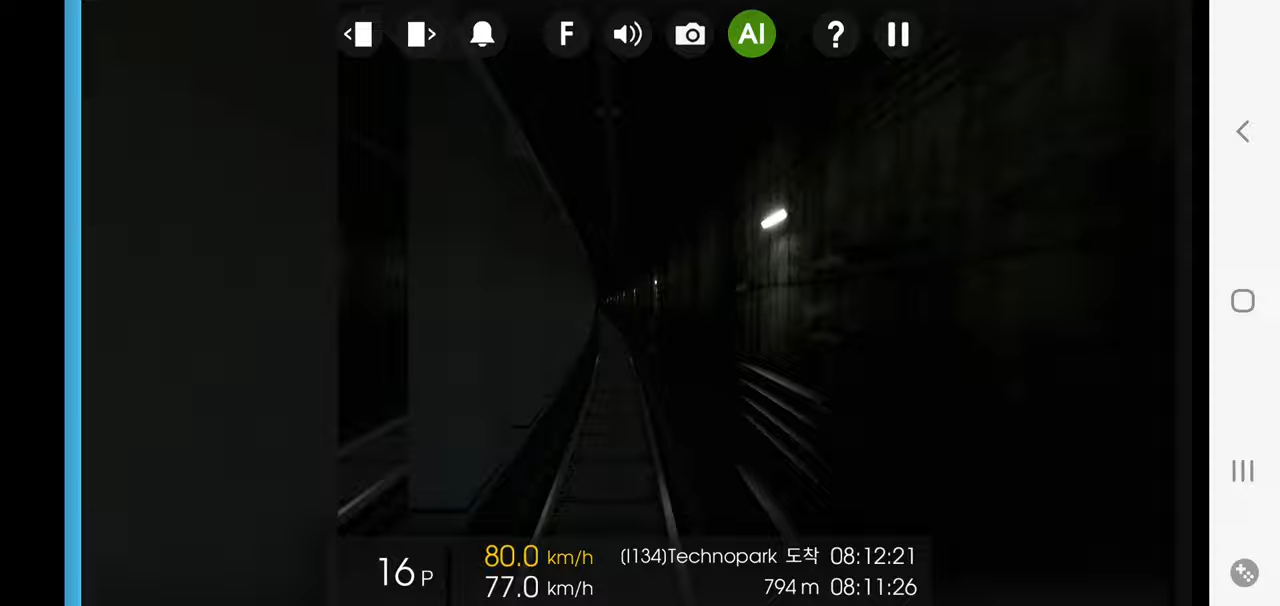 F AI ?
16 P
80.0 km/h
77.0 km/h
(I134)Technopark 도착 08:12:21
794 m 08:11:26